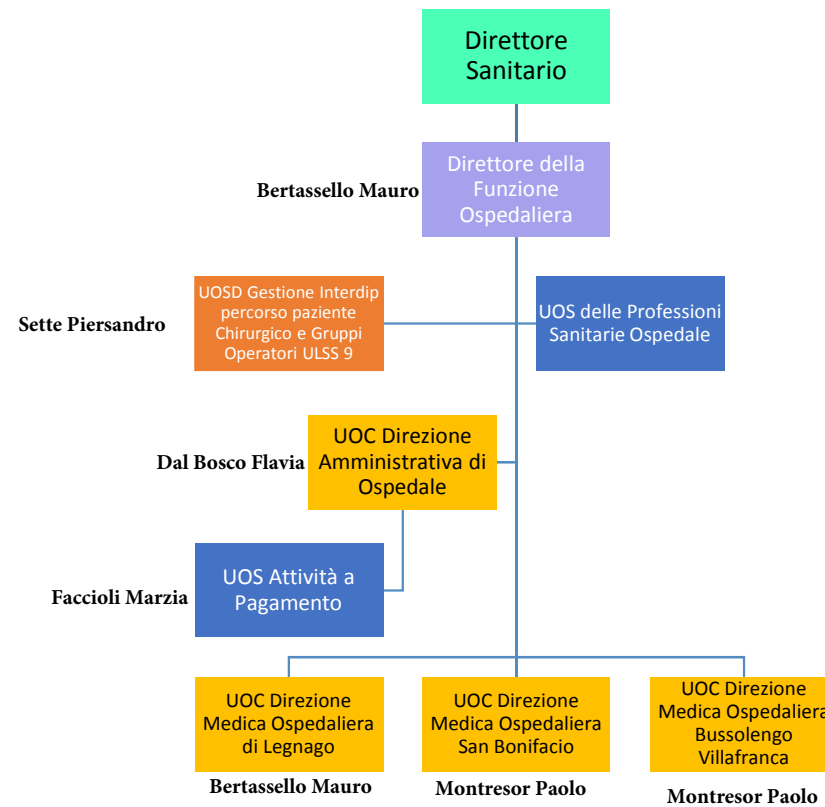 Direttore
Sanitario
Bertassello Mauro
Direttore della
Funzione
Ospedaliera
Sette Piersandro
UOSD Gestione Interdip
percorso paziente
Chirurgico e Gruppi
Operatori ULSS 9
UOS delle Professioni
Sanitarie Ospedale
Dal Bosco Flavia
UOC Direzione
Amministrativa di
Ospedale
Faccioli Marzia
UOS Attività a
Pagamento
UOC Direzione
Medica Ospedaliera
di Legnago
Bertassello Mauro
UOC Direzione
Medica Ospedaliera
San Bonifacio
Montresor Paolo
UOC Direzione
Medica Ospedaliera
Bussolengo
Villafranca
Montresor Paolo